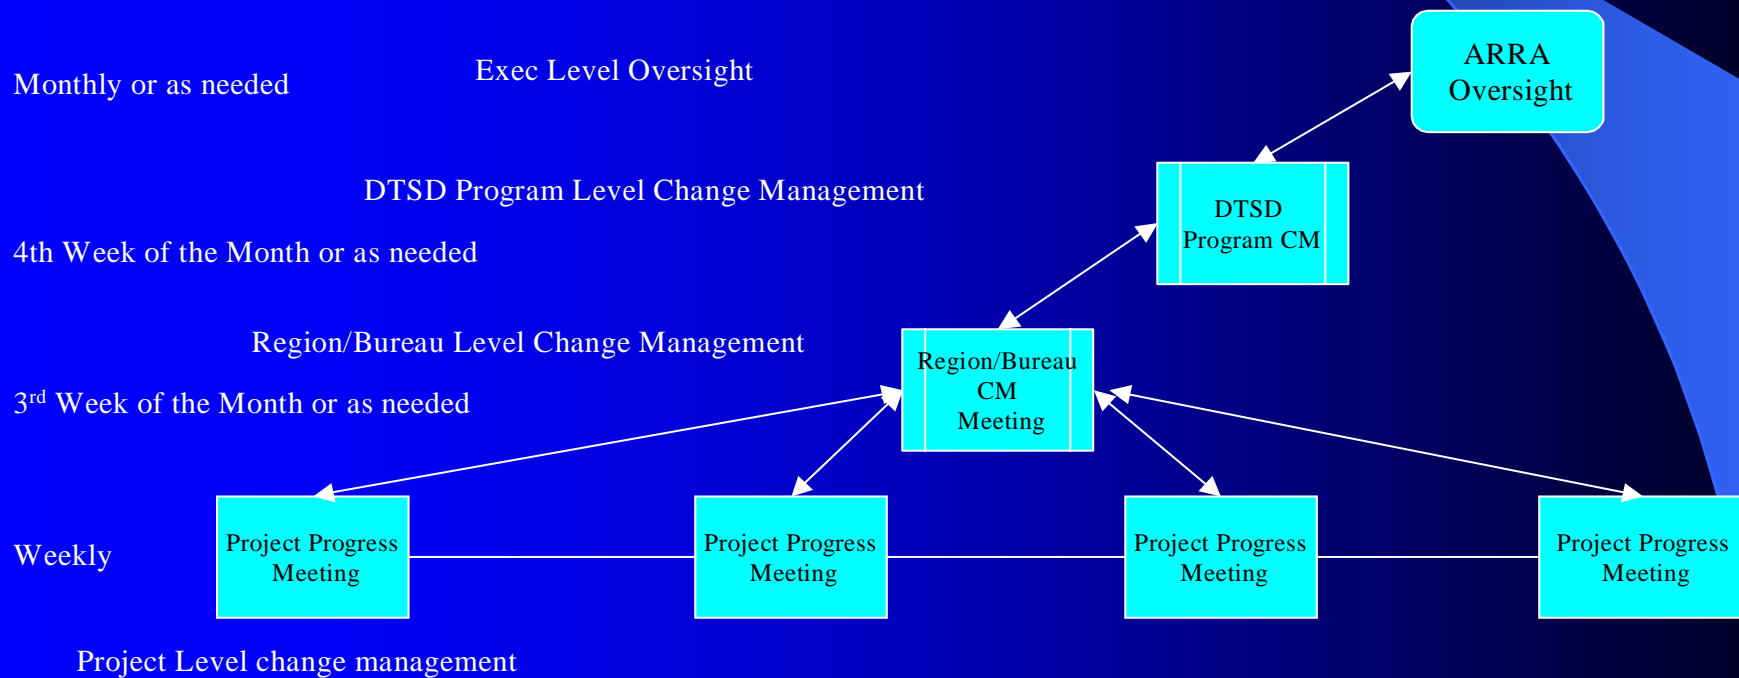 Monthly or as needed
Exec Level Oversight
ARRA
Oversight
DTSD Program Level Change Management
DTSD
Program CM
4th Week of the Month or as needed
Region/Bureau Level Change Management
Region/Bureau
CM
Meeting
3rd Week of the Month or as needed
Weekly
Project Progress
Meeting
Project Progress
Meeting
Project Progress
Meeting
Project Progress
Meeting
Project Level change management